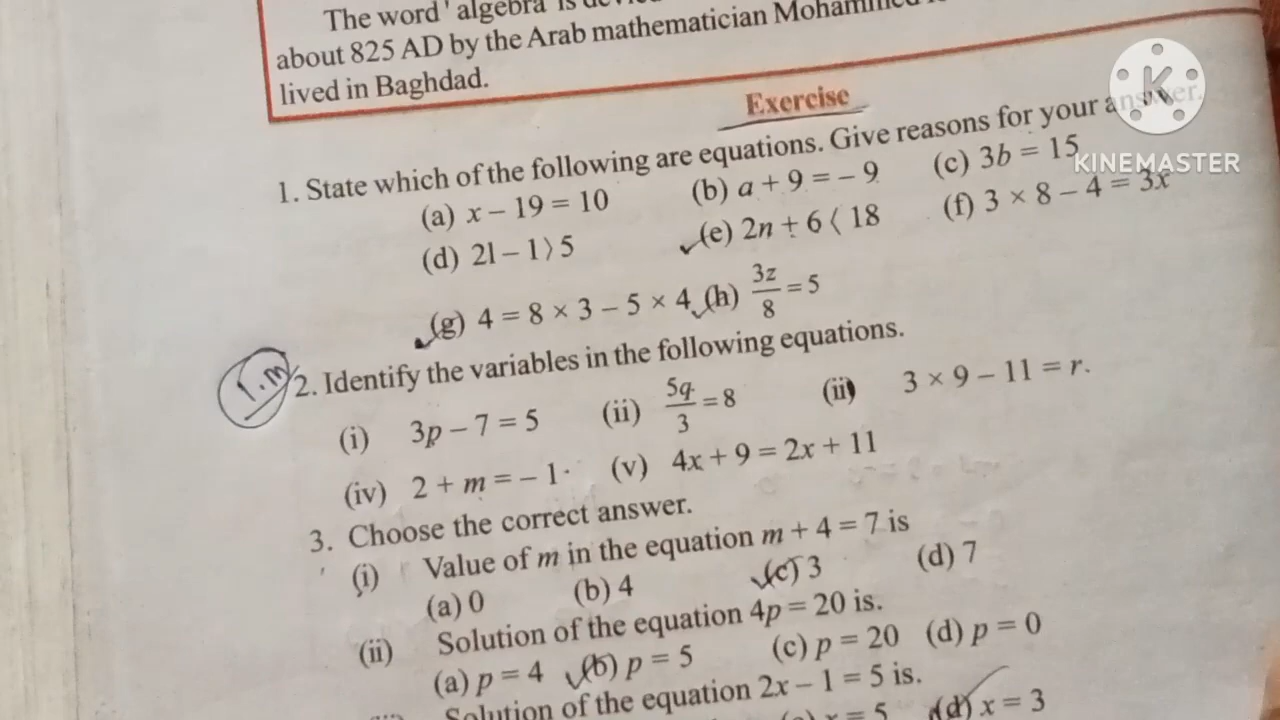 The word ' algebra is
about 825 AD by the Arab mathematician Mohammed
lived in Baghdad.
Exercise
1. State which of the following are equations. Give reasons for your answer.
(a) x – 19 = 10 (b) a + 9 = – 9 (c) 3b = 15
(d) 2l – 1 ⟩ 5 (e) 2n + 6 ⟨ 18 (f) 3 × 8 – 4 = 3x
(g) 4 = 8 × 3 – 5 × 4 (h) 3z/8 = 5
1.M
2. Identify the variables in the following equations.
(i) 3p – 7 = 5 (ii) 5q/3 = 8 (ii) 3 × 9 – 11 = r.
(iv) 2 + m = – 1 (v) 4x + 9 = 2x + 11
3. Choose the correct answer.
(i) Value of m in the equation m + 4 = 7 is
(a) 0 (b) 4 (c) 3 (d) 7
(ii) Solution of the equation 4p = 20 is.
(a) p = 4 (b) p = 5 (c) p = 20 (d) p = 0
Solution of the equation 2x – 1 = 5 is.
x = 5 (d) x = 3
KINEMASTER